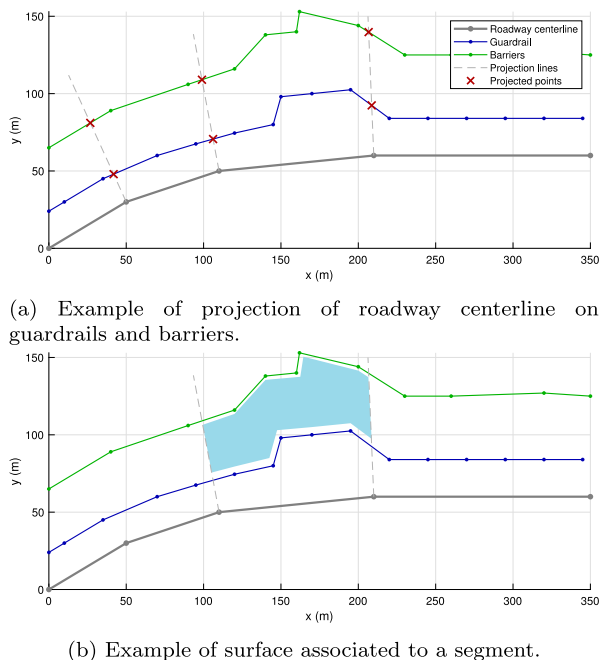 150
100
50
0
y (m)
0
50
100
150
200
250
300
350
x (m)
Roadway centerline
Guardrail
Barriers
Projection lines
Projected points
(a) Example of projection of roadway centerline on
guardrails and barriers.
150
100
50
0
y (m)
0
50
100
150
200
250
300
350
x (m)
(b) Example of surface associated to a segment.